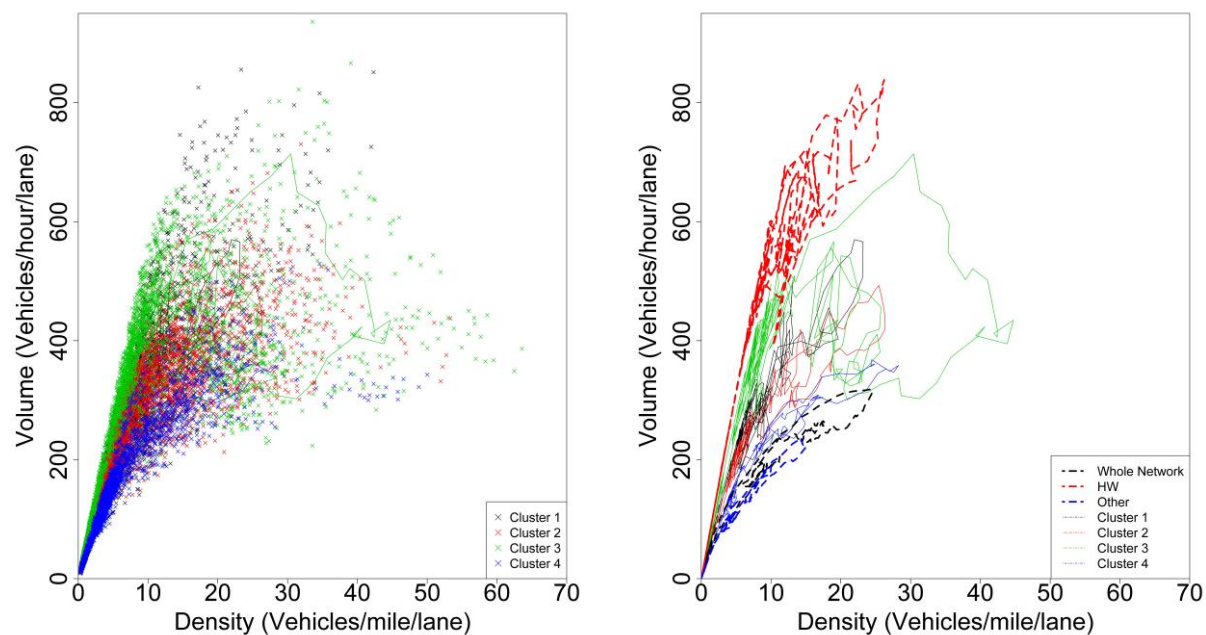 Volume (Vehicles/hour/lane)
800
600
400
200
0
0 10 20 30 40 50 60 70
Density (Vehicles/mile/lane)
Cluster 1
Cluster 2
Cluster 3
Cluster 4
Volume (Vehicles/hour/lane)
800
600
400
200
0
0 10 20 30 40 50 60 70
Density (Vehicles/mile/lane)
Whole Network
HW
Other
Cluster 1
Cluster 2
Cluster 3
Cluster 4